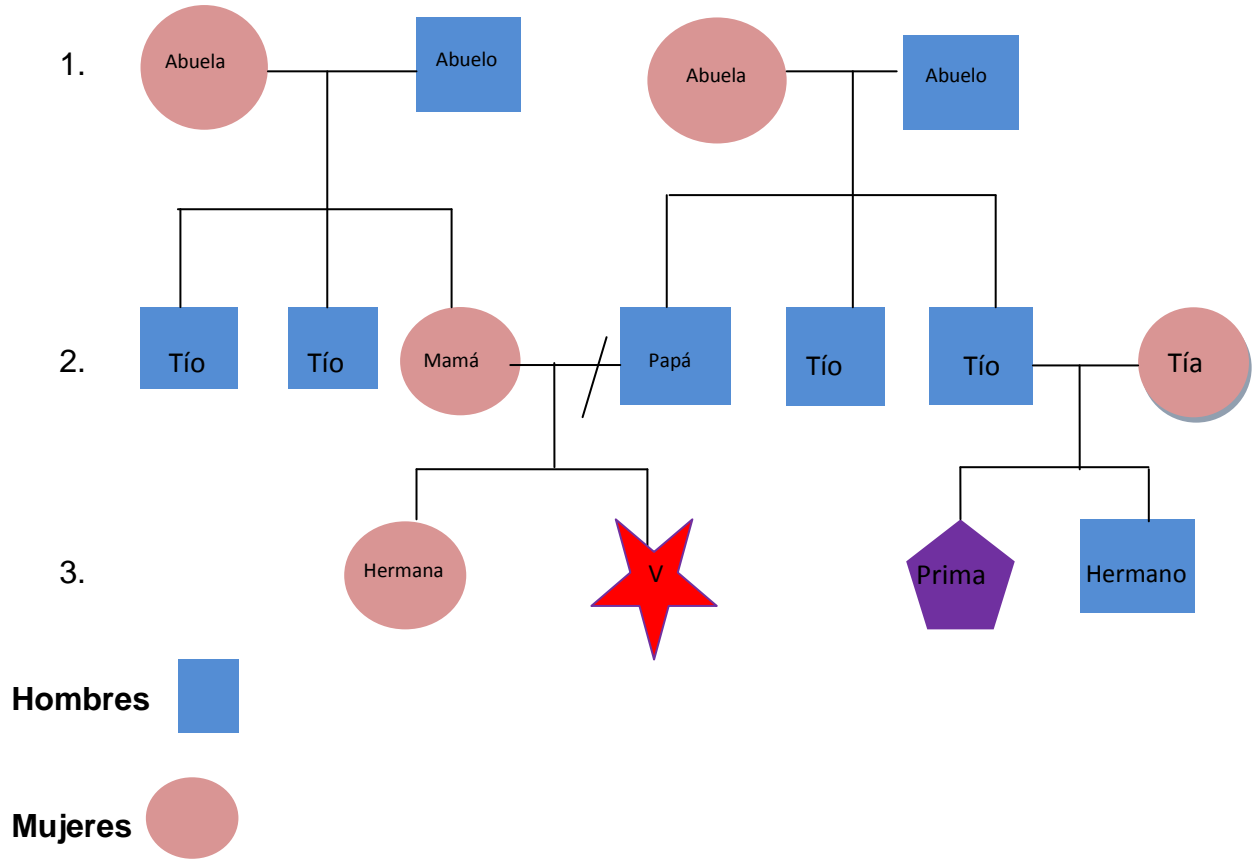 1.
Abuela
Abuelo
Abuela
Abuelo
2.
Tío
Tío
Mamá
Papá
Tío
Tío
Tía
3.
Hermana
V
Prima
Hermano
Hombres
Mujeres